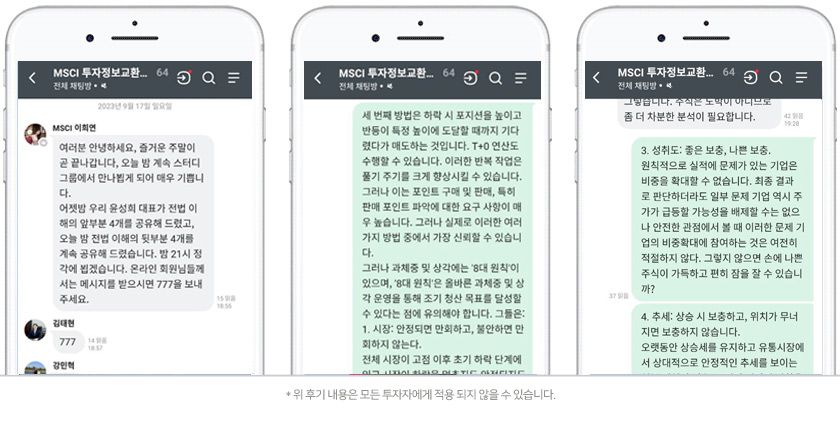 MSCI 투자정보교환... 64
전체 채팅방 •
2023년 9월 17일 일요일
MSCI 이희연
여러분 안녕하세요, 즐거운 주말이
곧 끝나갑니다, 오늘 밤 계속 스터디
그룹에서 만나뵙게 되어 매우 기쁩니
다.
어젯밤 우리 윤성희 대표가 전법 이
해의 앞부분 4개를 공유해 드렸고,
오늘 밤 전법 이해의 뒷부분 4개를
계속 공유해 드렸습니다. 밤 21시 정
각에 뵙겠습니다. 온라인 회원님들께
서는 메시지를 받으시면 777을 보내
주세요.
15 읽음
18:56
김태현
777
14 읽음
18:57
강민혁
MSCI 투자정보교환... 64
전체 채팅방 •
세 번째 방법은 하락 시 포지션을 높이고
반등이 특정 높이에 도달할 때까지 기다
렸다가 매도하는 것입니다. T+0 연산도
수행할 수 있습니다. 이러한 반복 작업은
풀기 주기를 크게 향상시킬 수 있습니다.
그러나 이는 포인트 구매 및 판매, 특히
판매 포인트 파악에 대한 요구 사항이 매
우 높습니다. 그러나 실제로 이러한 여러
가지 방법 중에서 가장 신뢰할 수 있습니
다.
그러나 과체중 및 상각에는 '8대 원칙'이
있으며, '8대 원칙'은 올바른 과체중 및 상
각 운영을 통해 조기 청산 목표를 달성할
수 있다는 점에 유의해야 합니다. 그들은:
1. 시장: 안정되면 만회하고, 불안하면 만
회하지 않는다.
전체 시장이 고점 이후 초기 하락 단계에
MSCI 투자정보교환... 64
전체 채팅방 •
그렇습니다. 주식은 도박이 아니므로
좀 더 차분한 분석이 필요합니다.
42 읽음
19:28
3. 성취도: 좋은 보충, 나쁜 보충.
원칙적으로 실적에 문제가 있는 기업은
비중을 확대할 수 없습니다. 최종 결과
로 판단하더라도 일부 문제 기업 역시 주
가가 급등할 가능성을 배제할 수는 없으
나 안전한 관점에서 볼 때 이러한 문제 기
업의 비중확대에 참여하는 것은 여전히
적절하지 않다. 그렇지 않으면 손에 나쁜
주식이 가득하고 편히 잠을 잘 수 있습니
까?
37 읽음
4. 추세: 상승 시 보충하고, 위치가 무너
지면 보충하지 않습니다.
오랫동안 상승세를 유지하고 유통시장에
서 상대적으로 안정적인 추세를 보이는
* 위 후기 내용은 모든 투자자에게 적용 되지 않을 수 있습니다.